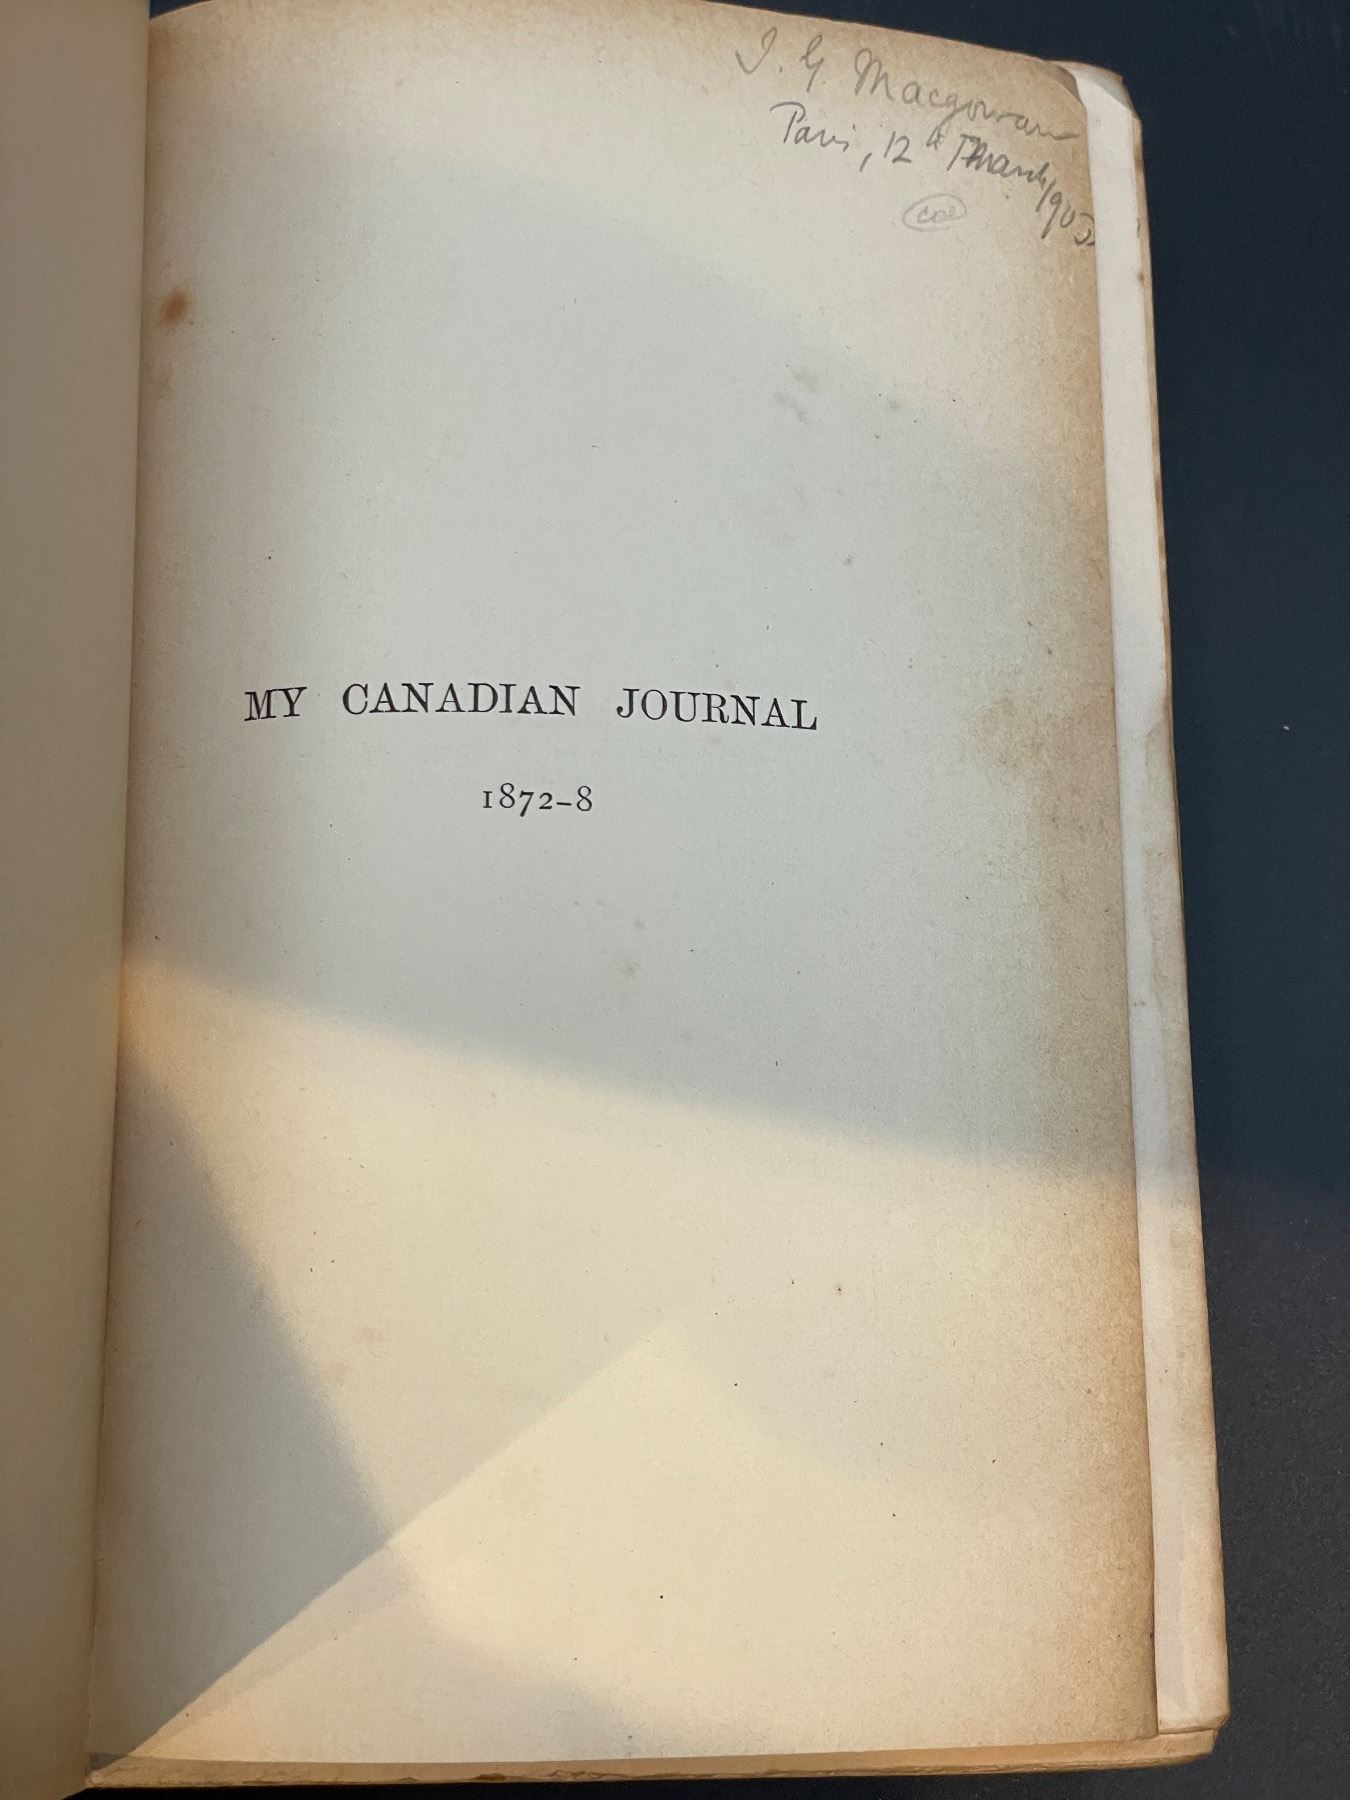 J. G. Macgowan
Paris, 12th March/905
MY CANADIAN JOURNAL
1872–8